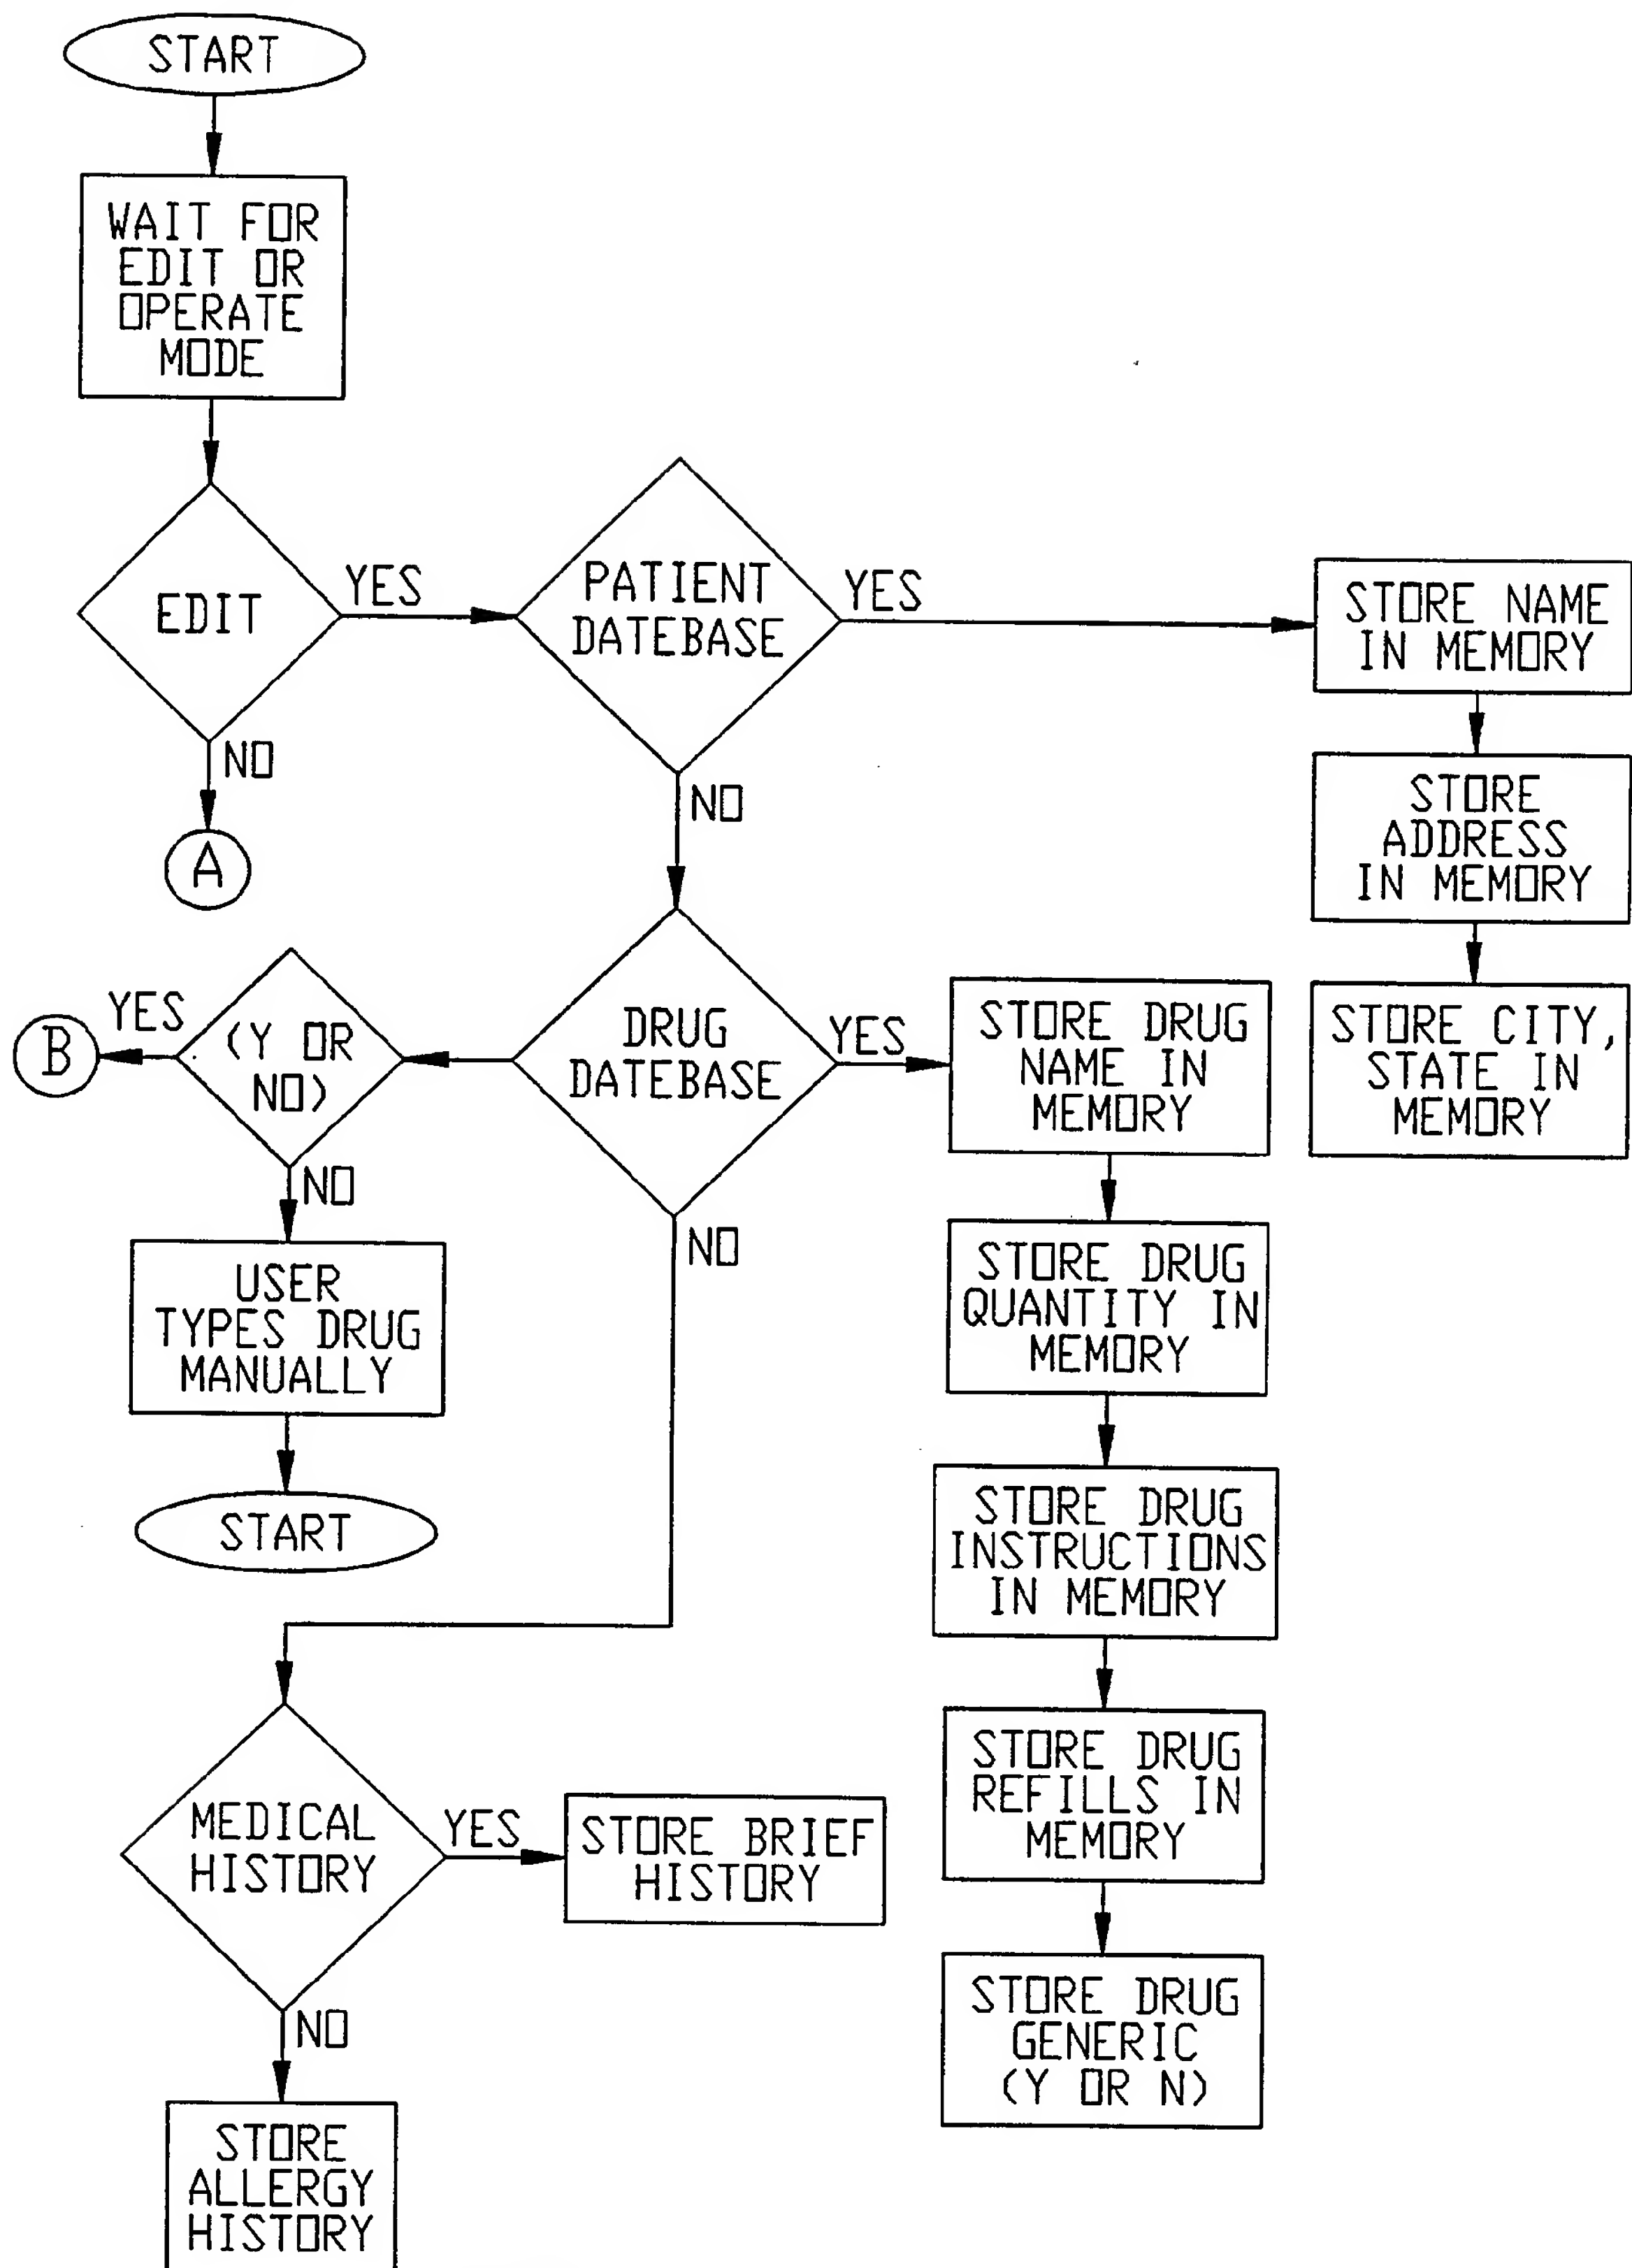 START
WAIT FOR
EDIT OR
OPERATE
MODE
EDIT
YES
NO
A
PATIENT
DATEBASE
YES
NO
STORE NAME
IN MEMORY
STORE
ADDRESS
IN MEMORY
STORE CITY,
STATE IN
MEMORY
DRUG
DATEBASE
YES
NO
(Y OR
NO)
YES
B
NO
USER
TYPES DRUG
MANUALLY
START
STORE DRUG
NAME IN
MEMORY
STORE DRUG
QUANTITY IN
MEMORY
STORE DRUG
INSTRUCTIONS
IN MEMORY
STORE DRUG
REFILLS IN
MEMORY
STORE DRUG
GENERIC
(Y OR N)
MEDICAL
HISTORY
YES
STORE BRIEF
HISTORY
NO
STORE
ALLERGY
HISTORY